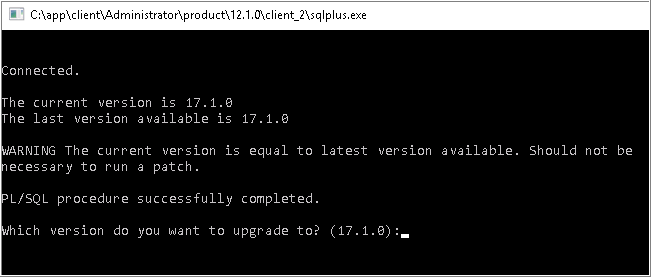 C:\app\client\Administrator\product\12.1.0\client_2\sqlplus.exe
Connected.
The current version is 17.1.0
The last version available is 17.1.0
WARNING The current version is equal to latest version available. Should not be
necessary to run a patch.
PL/SQL procedure successfully completed.
Which version do you want to upgrade to? (17.1.0):